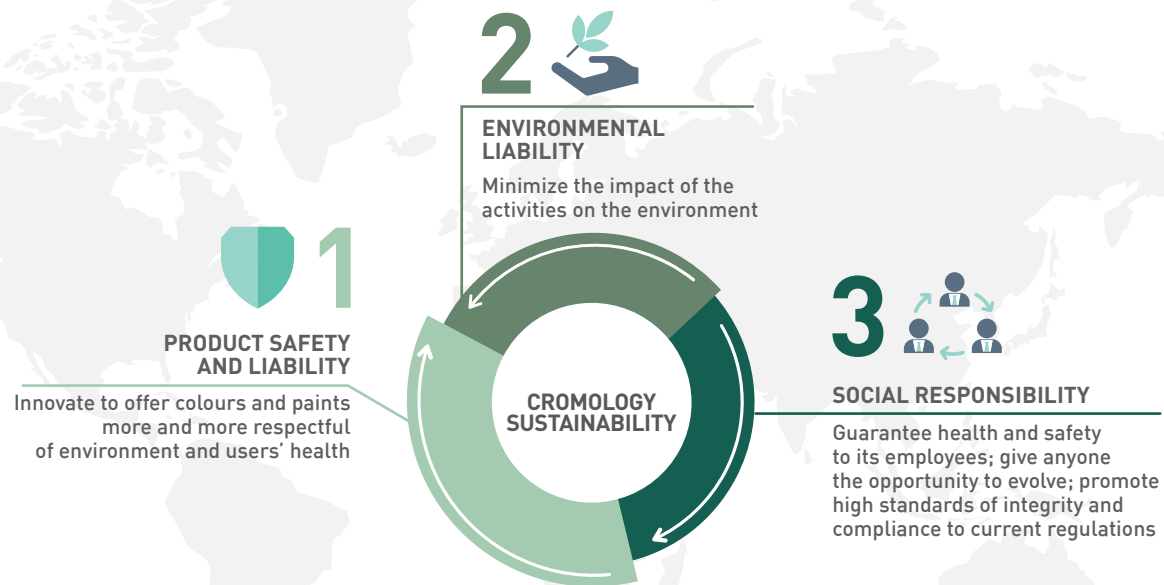 1
PRODUCT SAFETY
AND LIABILITY
Innovate to offer colours and paints
more and more respectful
of environment and users’ health
2
ENVIRONMENTAL
LIABILITY
Minimize the impact of the
activities on the environment
CROMOLOGY
SUSTAINABILITY
3
SOCIAL RESPONSIBILITY
Guarantee health and safety
to its employees; give anyone
the opportunity to evolve; promote
high standards of integrity and
compliance to current regulations